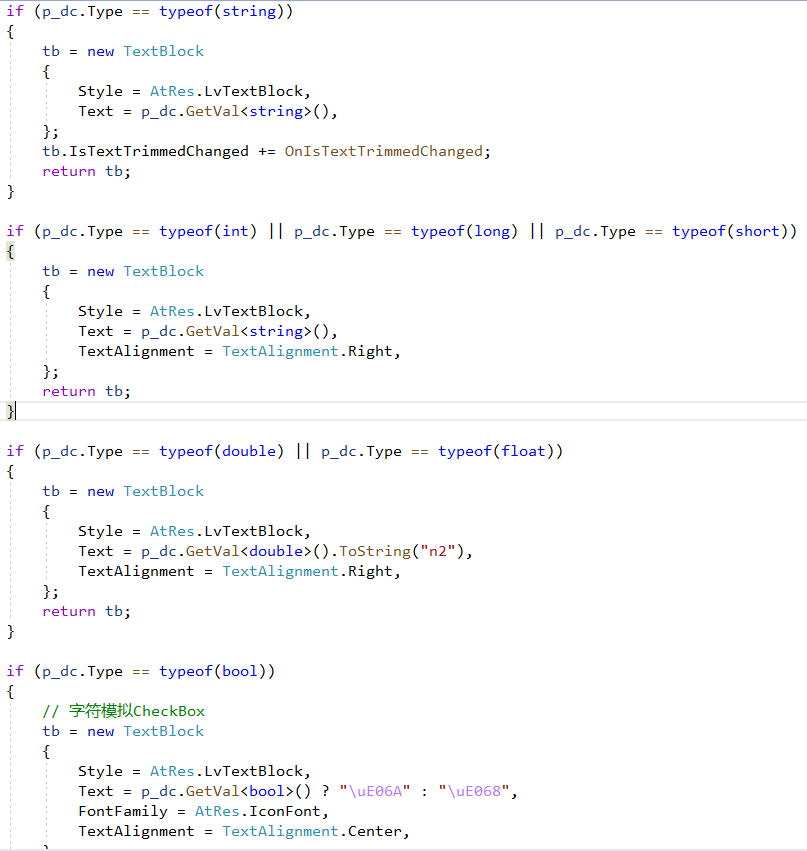 if (p_dc.Type == typeof(string))
{
    tb = new TextBlock
    {
        Style = AtRes.LvTextBlock,
        Text = p_dc.GetVal<string>(),
    };
    tb.IsTextTrimmedChanged += OnIsTextTrimmedChanged;
    return tb;
}

if (p_dc.Type == typeof(int) || p_dc.Type == typeof(long) || p_dc.Type == typeof(short))
{
    tb = new TextBlock
    {
        Style = AtRes.LvTextBlock,
        Text = p_dc.GetVal<string>(),
        TextAlignment = TextAlignment.Right,
    };
    return tb;
}

if (p_dc.Type == typeof(double) || p_dc.Type == typeof(float))
{
    tb = new TextBlock
    {
        Style = AtRes.LvTextBlock,
        Text = p_dc.GetVal<double>().ToString("n2"),
        TextAlignment = TextAlignment.Right,
    };
    return tb;
}

if (p_dc.Type == typeof(bool))
{
    // 字符模拟CheckBox
    tb = new TextBlock
    {
        Style = AtRes.LvTextBlock,
        Text = p_dc.GetVal<bool>() ? "\uE06A" : "\uE068",
        FontFamily = AtRes.IconFont,
        TextAlignment = TextAlignment.Center,